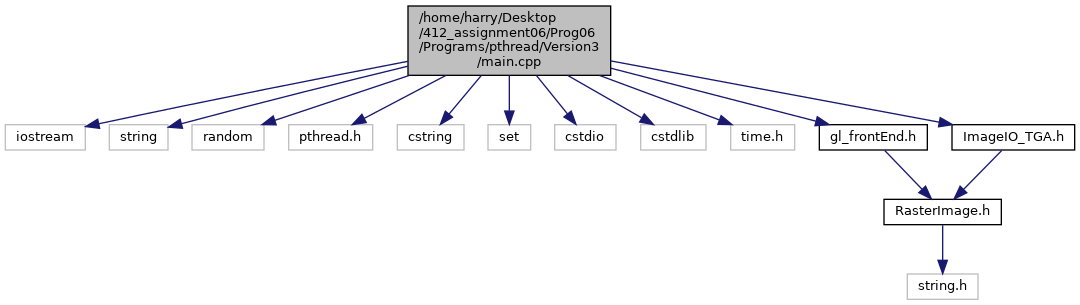 /home/harry/Desktop
/412_assignment06/Prog06
/Programs/pthread/Version3
/main.cpp
iostream
string
random
pthread.h
cstring
set
cstdio
cstdlib
time.h
gl_frontEnd.h
ImageIO_TGA.h
RasterImage.h
string.h